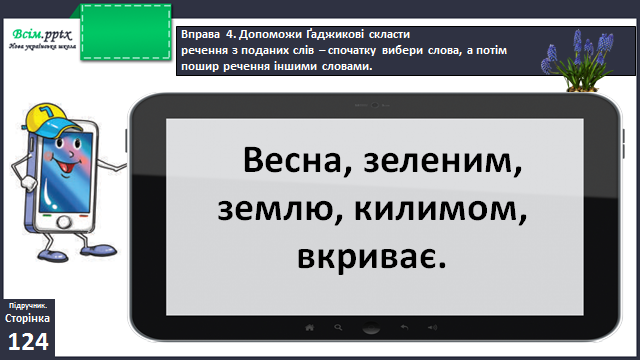 Всім.pptx
Нова українська школа
Вправа 4. Допоможи Ґаджикові скласти
речення з поданих слів – спочатку вибери слова, а потім
пошир речення іншими словами.
Весна, зеленим,
землю, килимом,
вкриває.
Підручник.
Сторінка
124